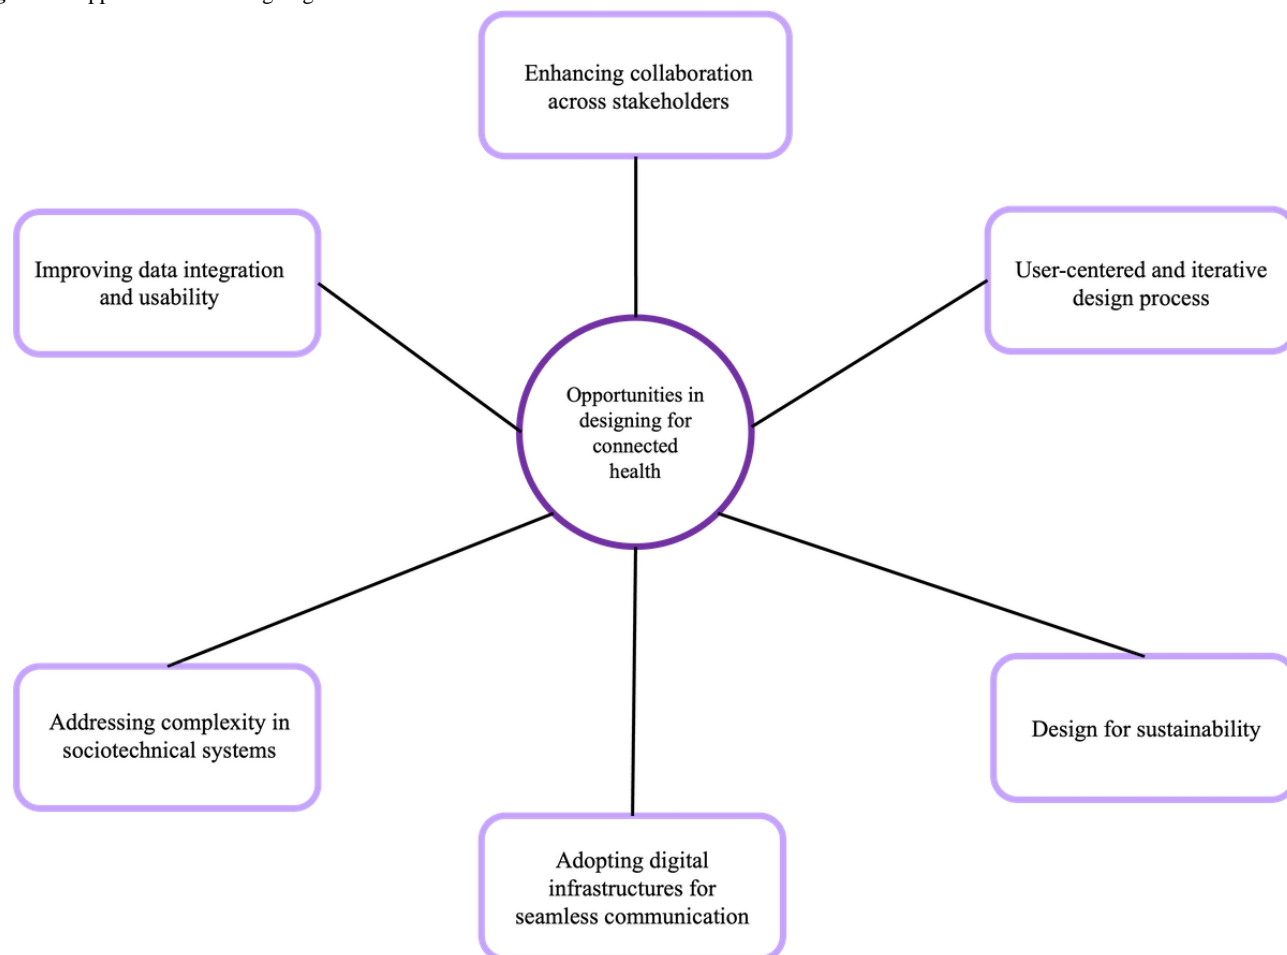 Enhancing collaboration
across stakeholders
Improving data integration
and usability
User-centered and iterative
design process
Opportunities in
designing for
connected
health
Addressing complexity in
sociotechnical systems
Design for sustainability
Adopting digital
infrastructures for
seamless communication